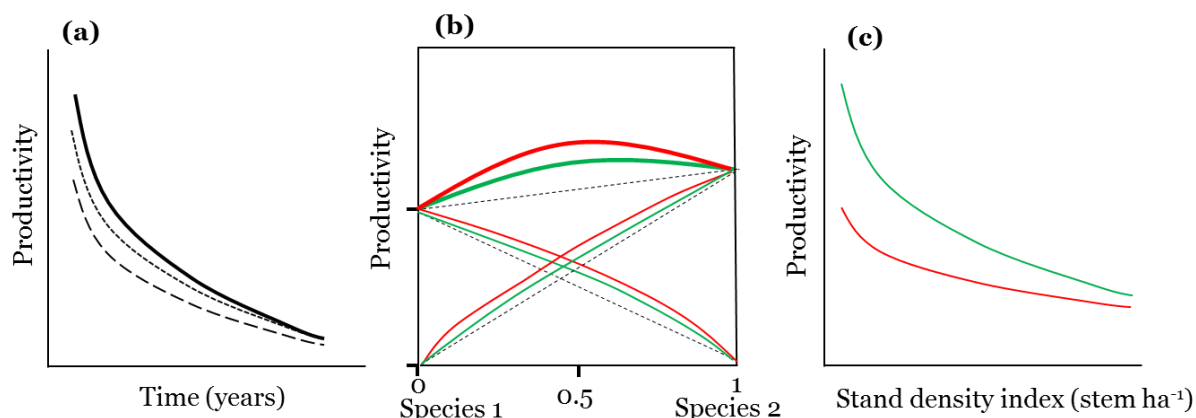 (a)
Productivity
Time (years)
(b)
Productivity
0
0.5
1
Species 1
Species 2
(c)
Productivity
Stand density index (stem ha⁻¹)